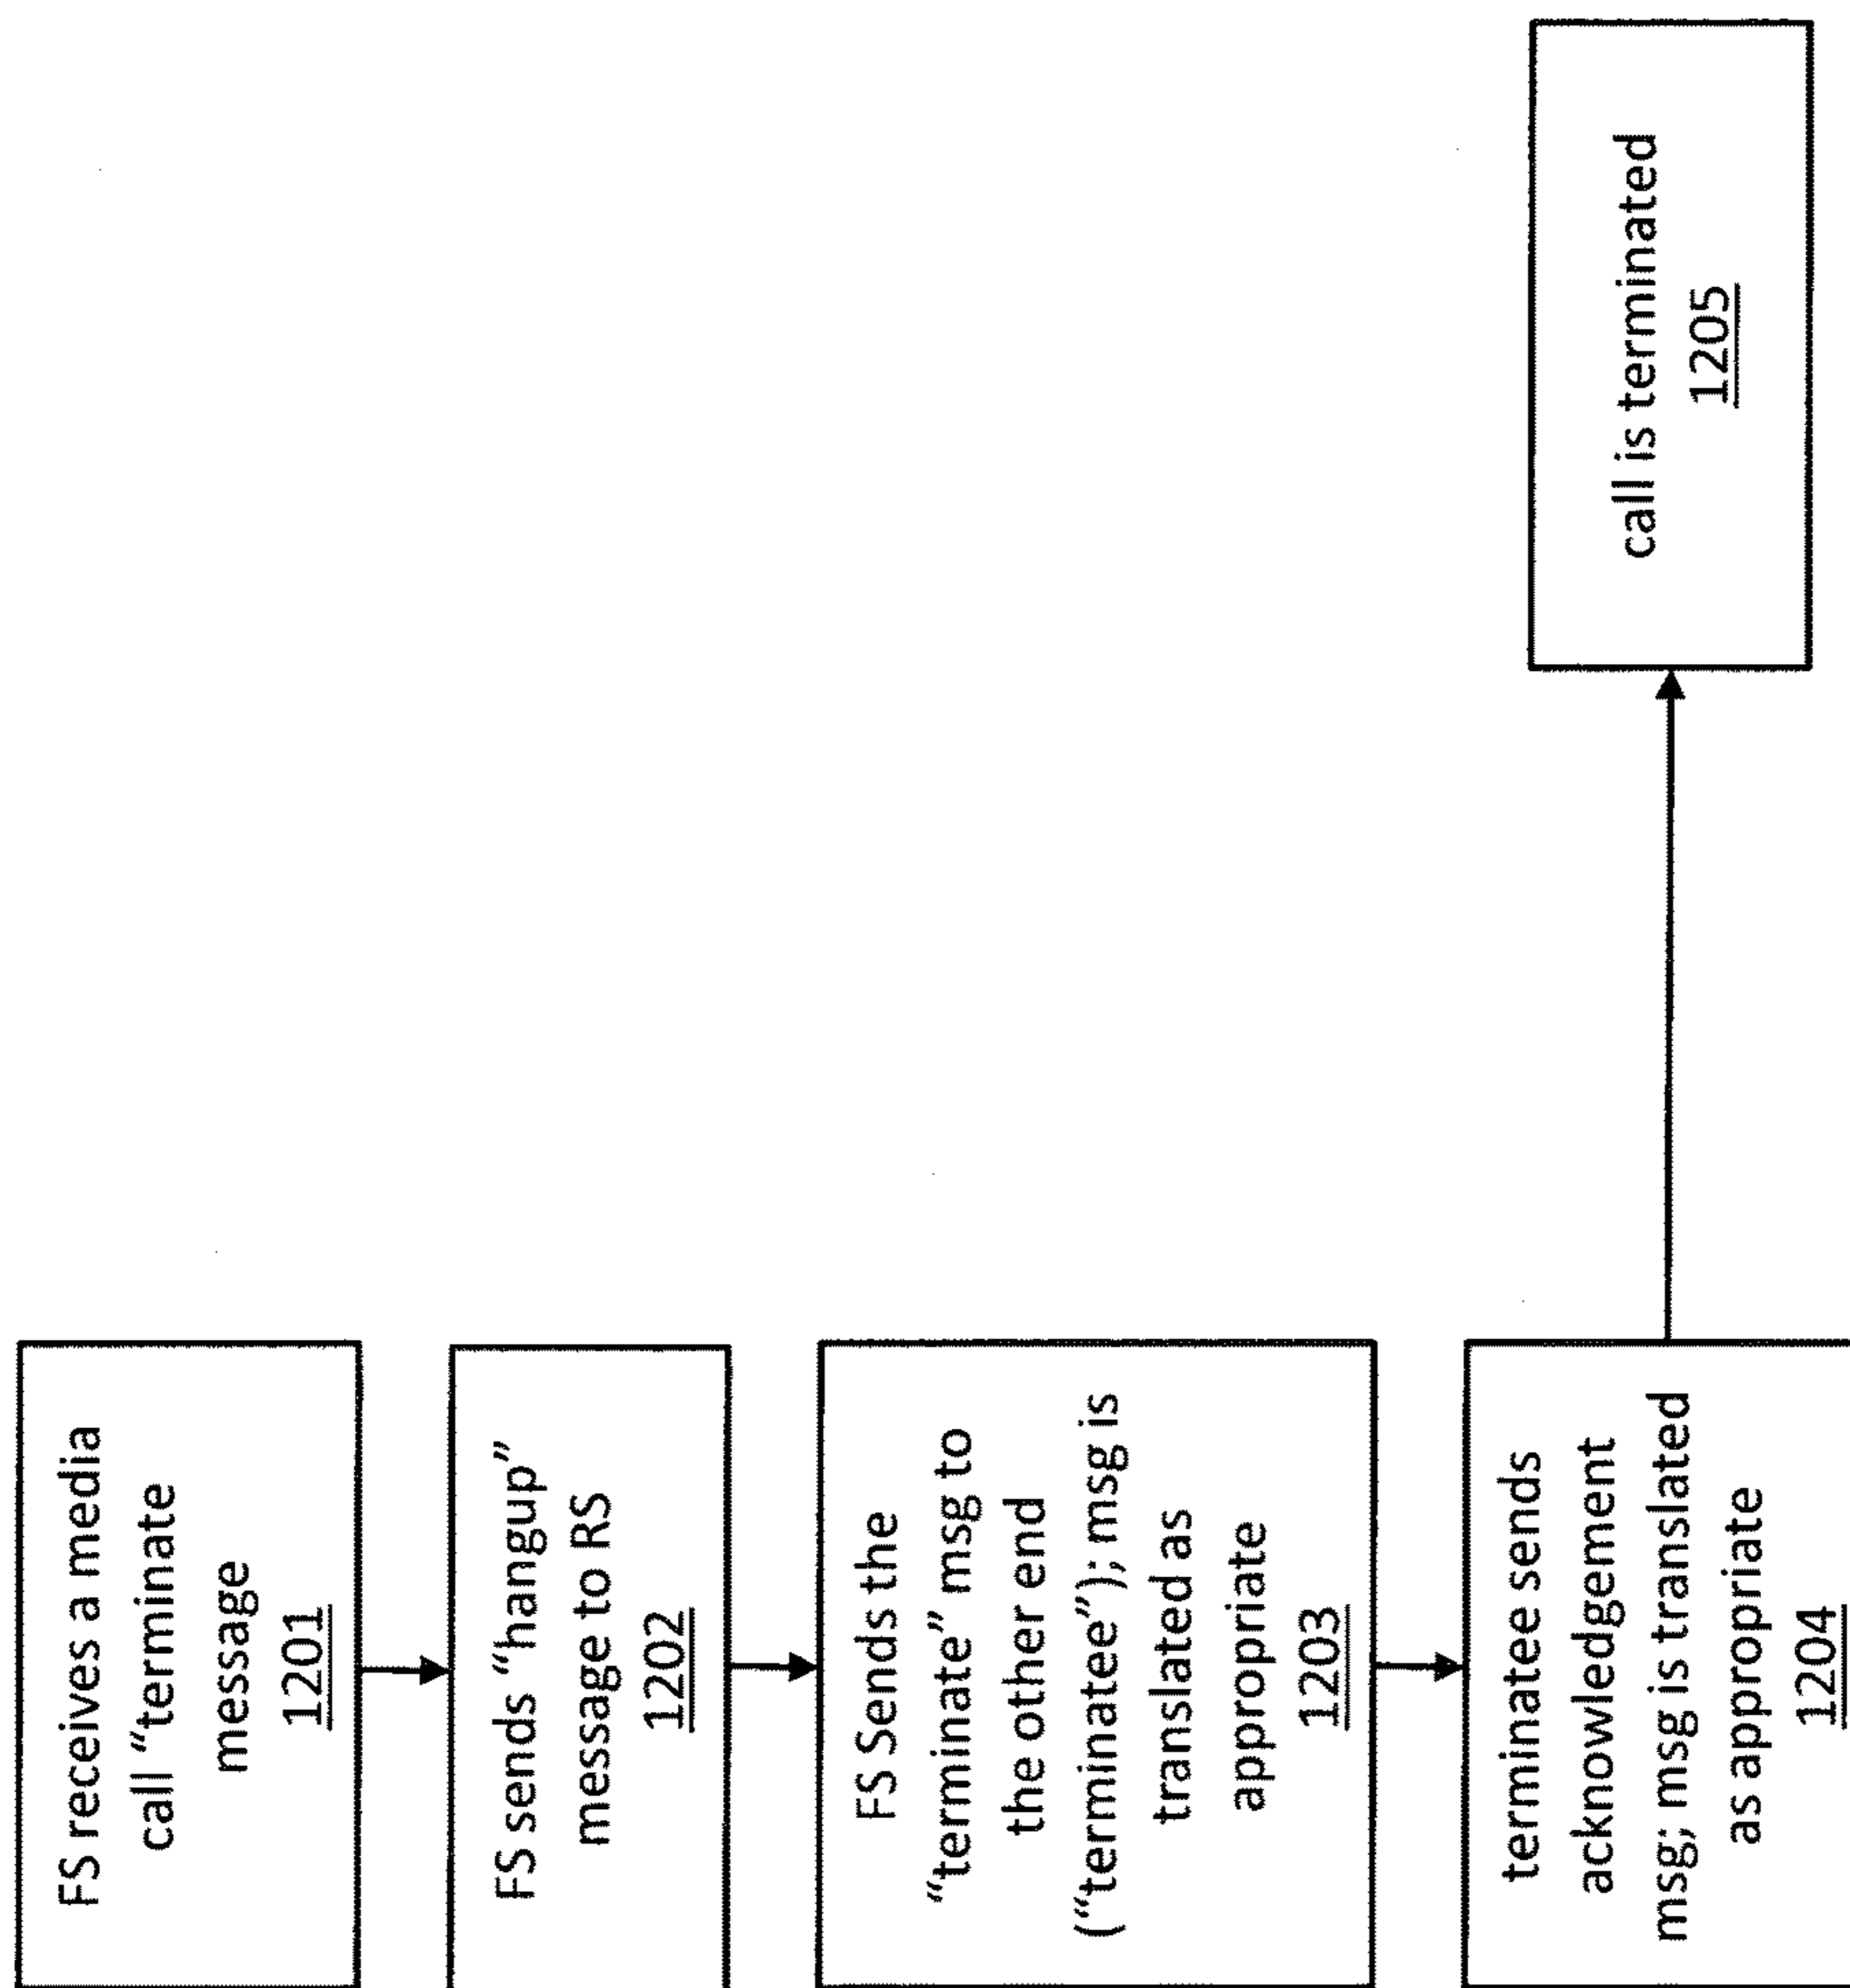 FS receives a media
call “terminate
message
1201
FS sends “hangup”
message to RS
1202
FS Sends the
“terminate” msg to
the other end
(“terminatee”); msg is
translated as
appropriate
1203
terminatee sends
acknowledgement
msg; msg is translated
as appropriate
1204
call is terminated
1205